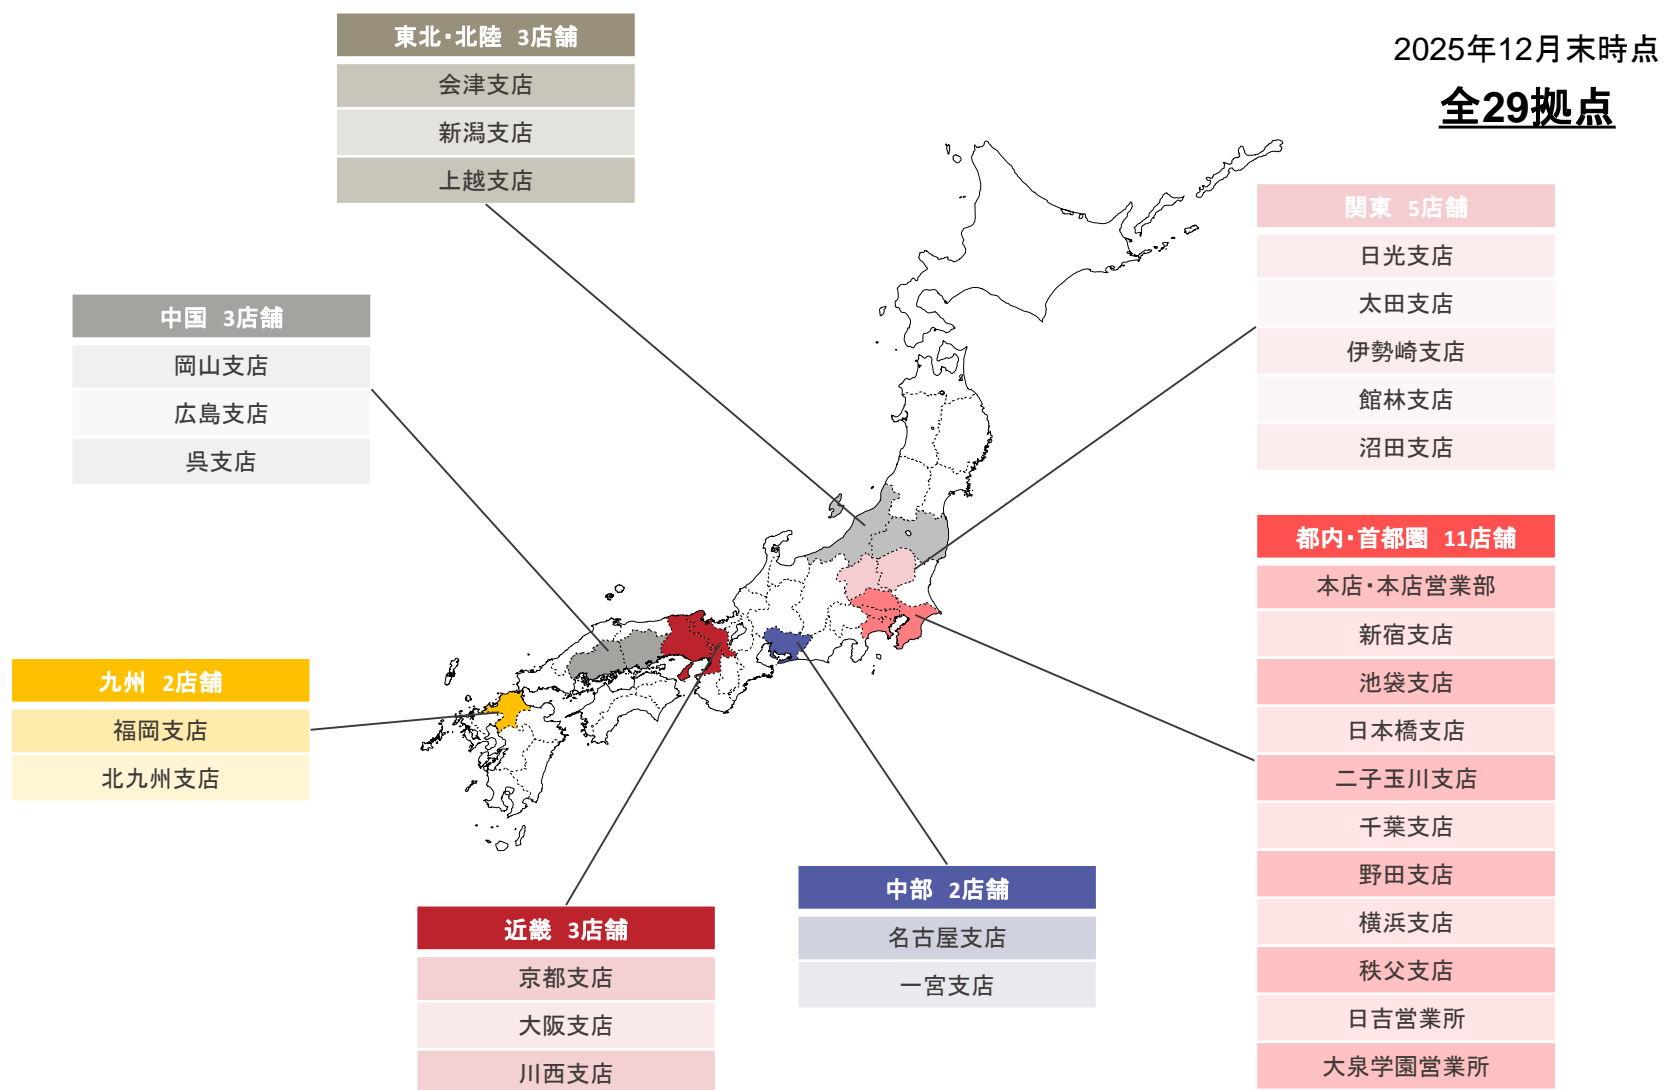 2025年12月末時点
全29拠点
東北・北陸 3店舗
会津支店
新潟支店
上越支店
中国 3店舗
岡山支店
広島支店
呉支店
九州 2店舗
福岡支店
北九州支店
近畿 3店舗
京都支店
大阪支店
川西支店
中部 2店舗
名古屋支店
一宮支店
関東 5店舗
日光支店
太田支店
伊勢崎支店
館林支店
沼田支店
都内・首都圏 11店舗
本店・本店営業部
新宿支店
池袋支店
日本橋支店
二子玉川支店
千葉支店
野田支店
横浜支店
秩父支店
日吉営業所
大泉学園営業所